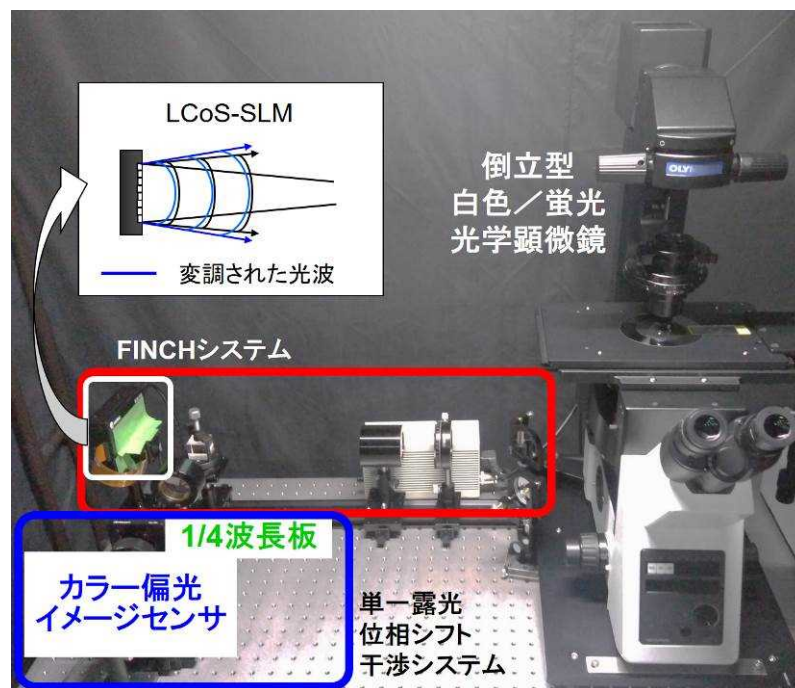 LCoS-SLM
変調された光波
倒立型
白色／蛍光
光学顕微鏡
OLY
FINCHシステム
1/4波長板
カラー偏光
イメージセンサ
単一露光
位相シフト
干渉システム